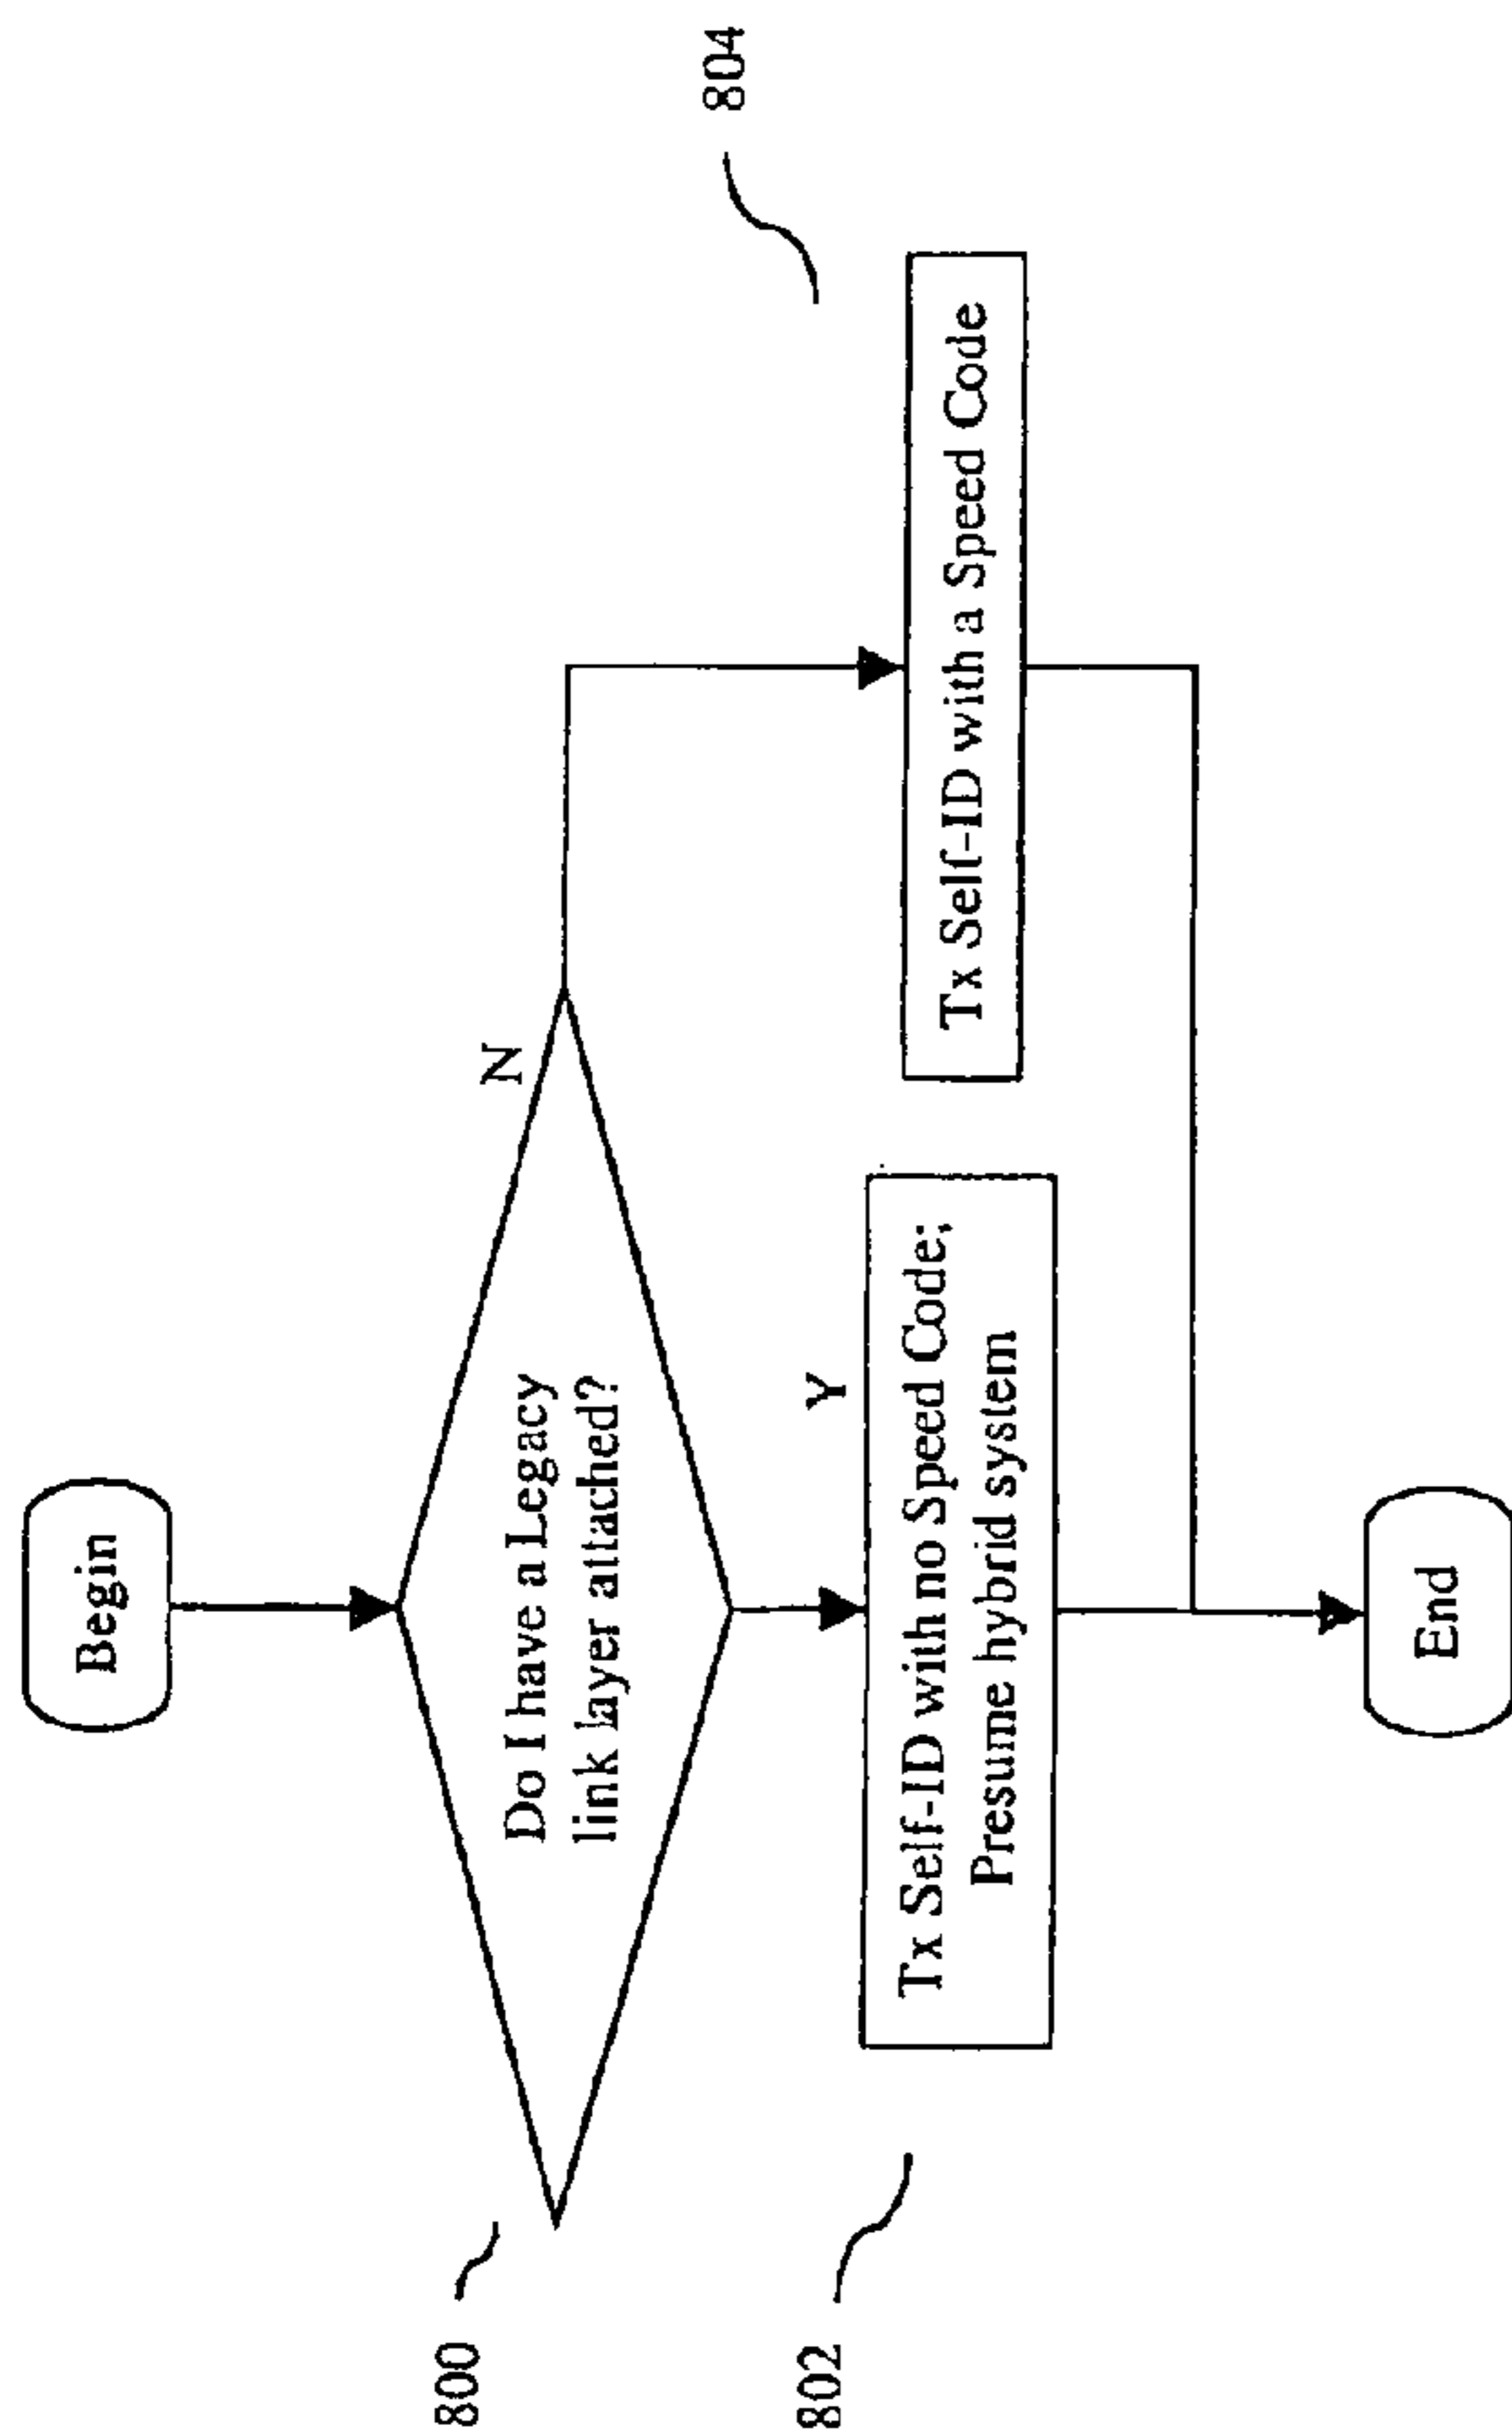 Begin
800
Do I have a Legacy
link layer attached?
N
Y
802
Tx Self-ID with no Speed Code;
Presume hybrid system
804
Tx Self-ID with a Speed Code
End